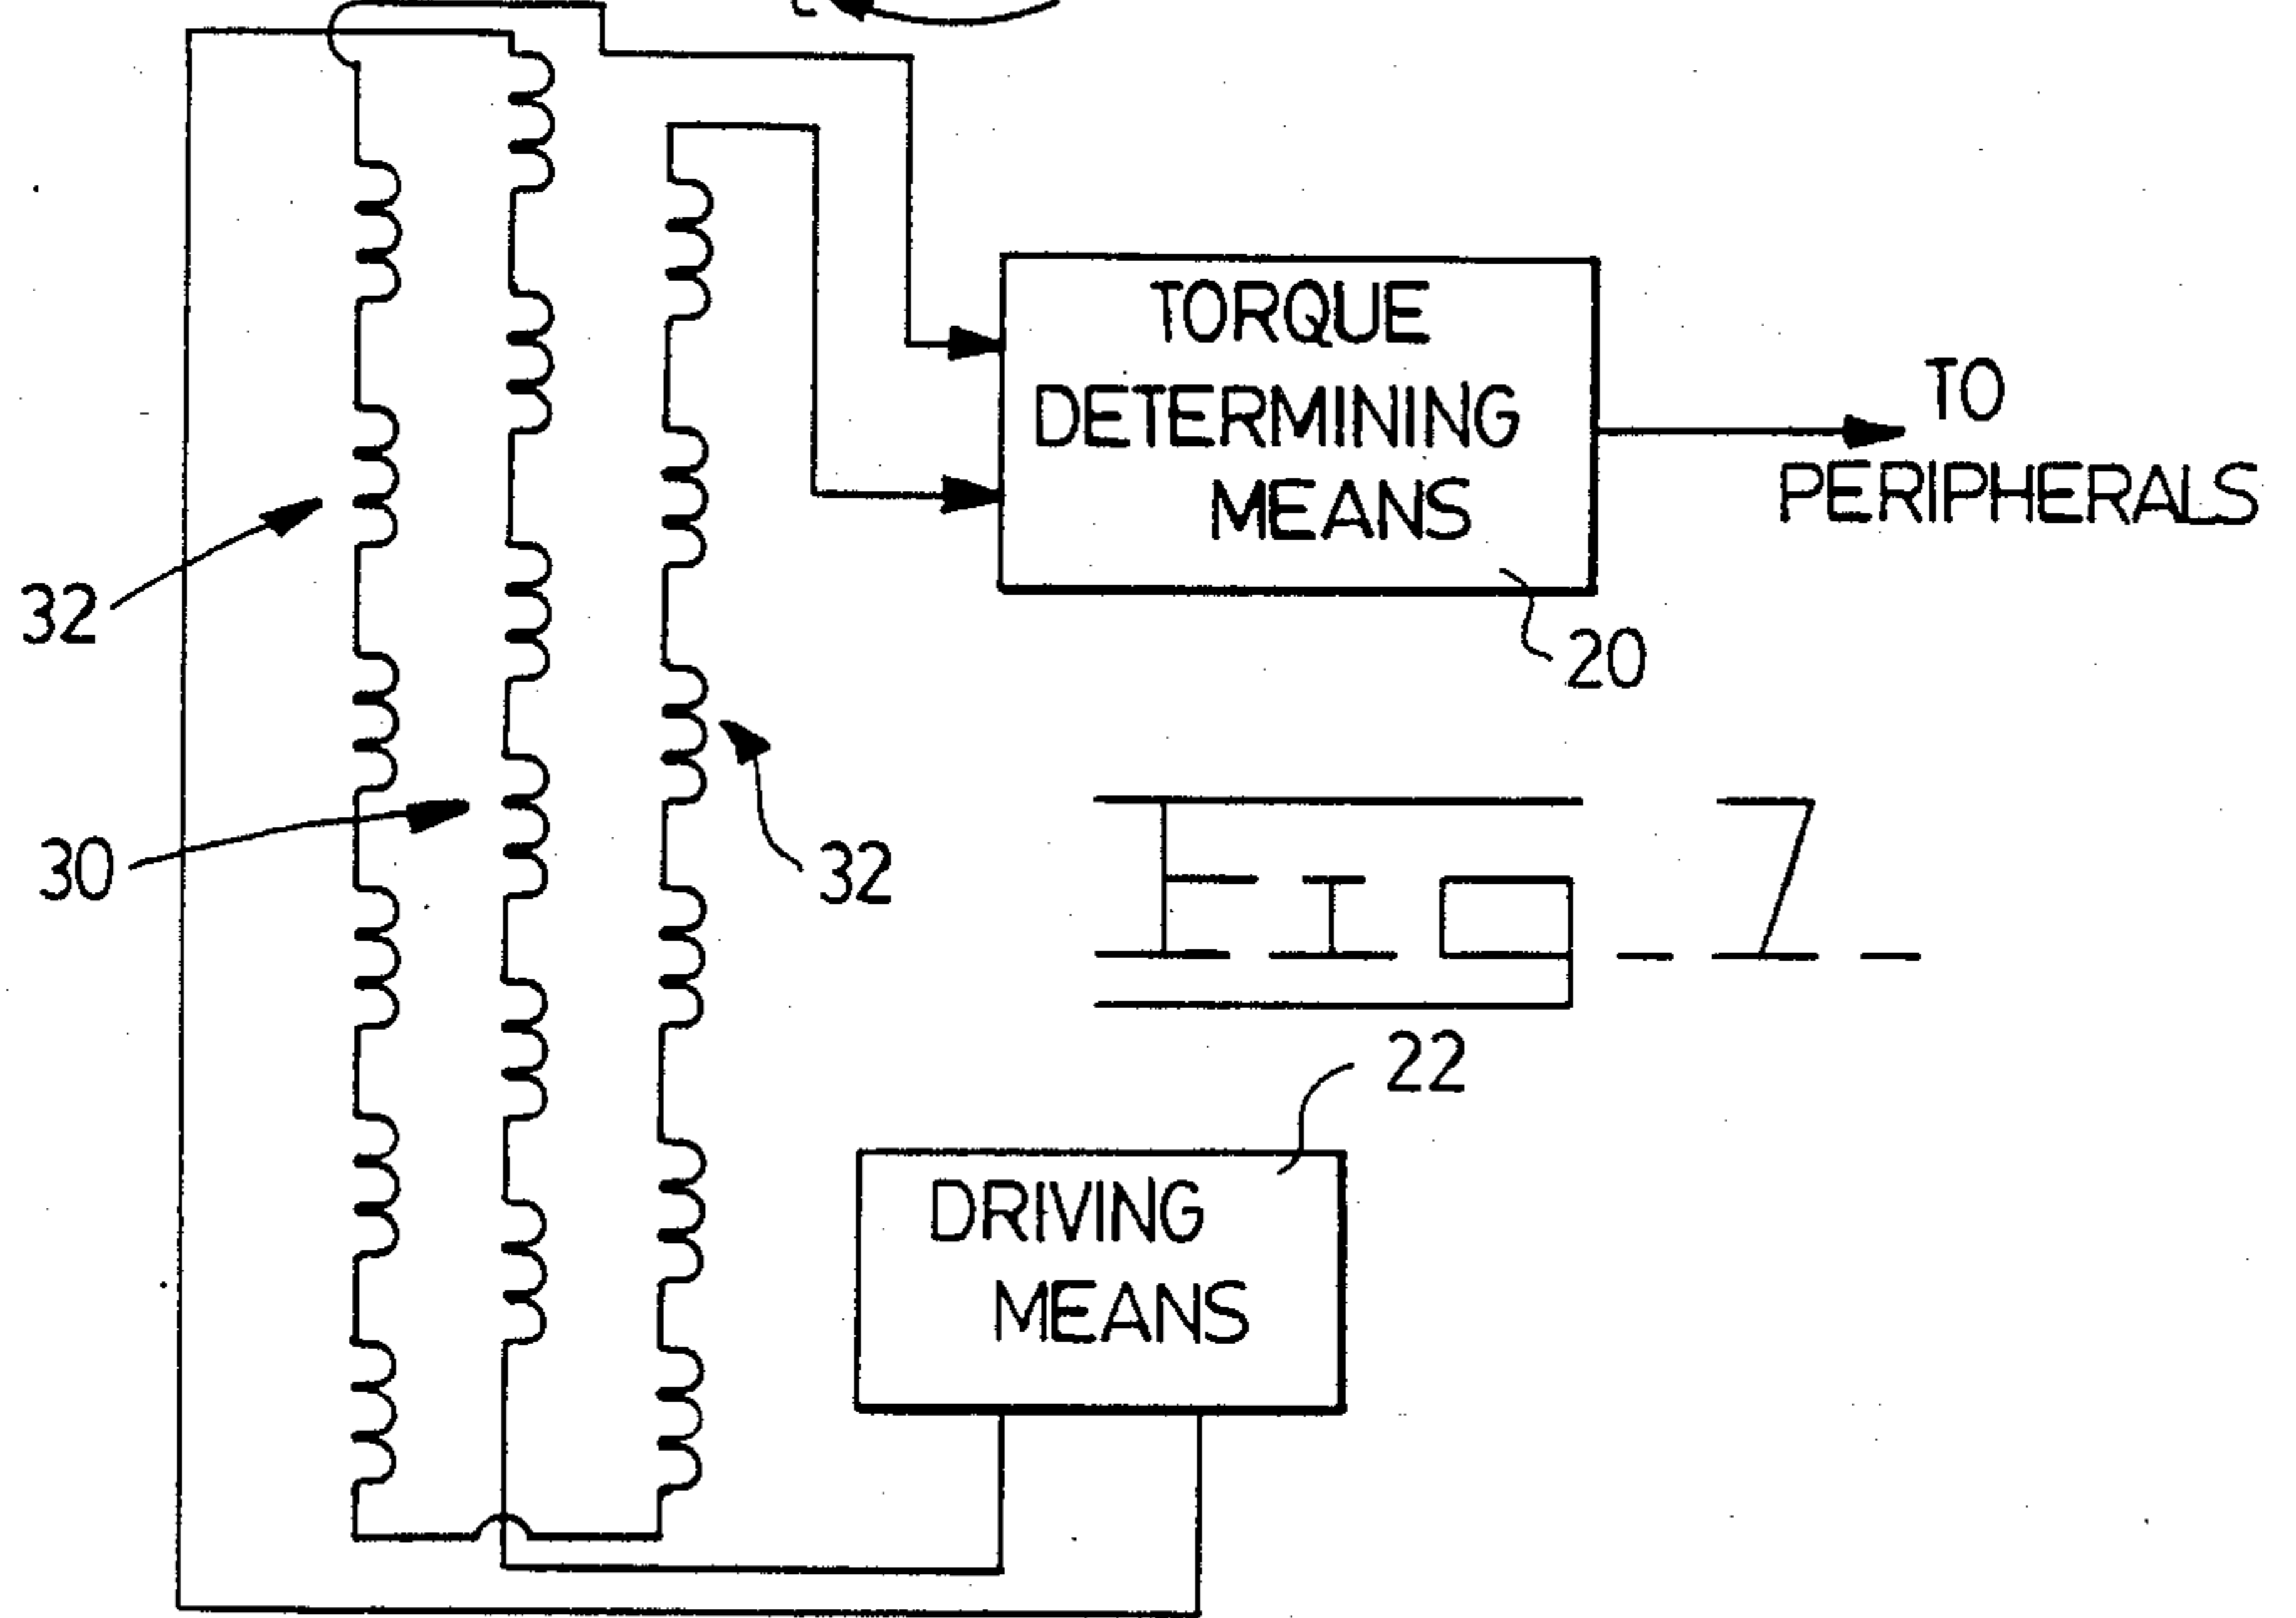 TORQUE
DETERMINING
MEANS
TO
PERIPHERALS
32
20
30
32
FIG-7-
22
DRIVING
MEANS